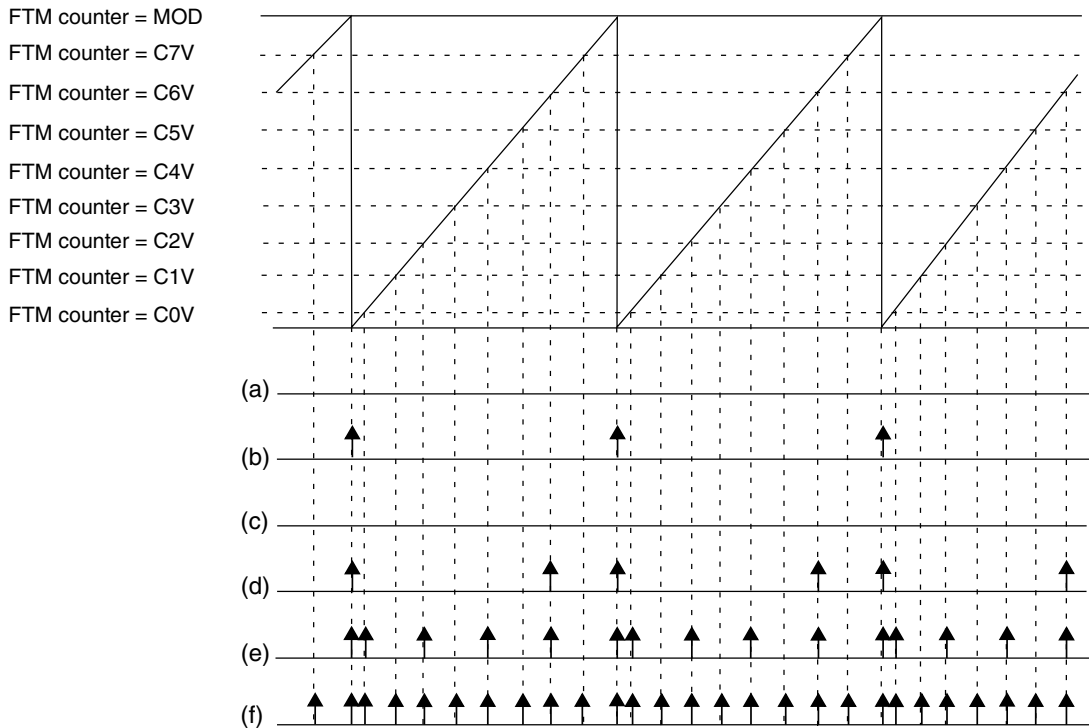 FTM counter = MOD
FTM counter = C7V
FTM counter = C6V
FTM counter = C5V
FTM counter = C4V
FTM counter = C3V
FTM counter = C2V
FTM counter = C1V
FTM counter = C0V
(a)
(b)
(c)
(d)
(e)
(f)